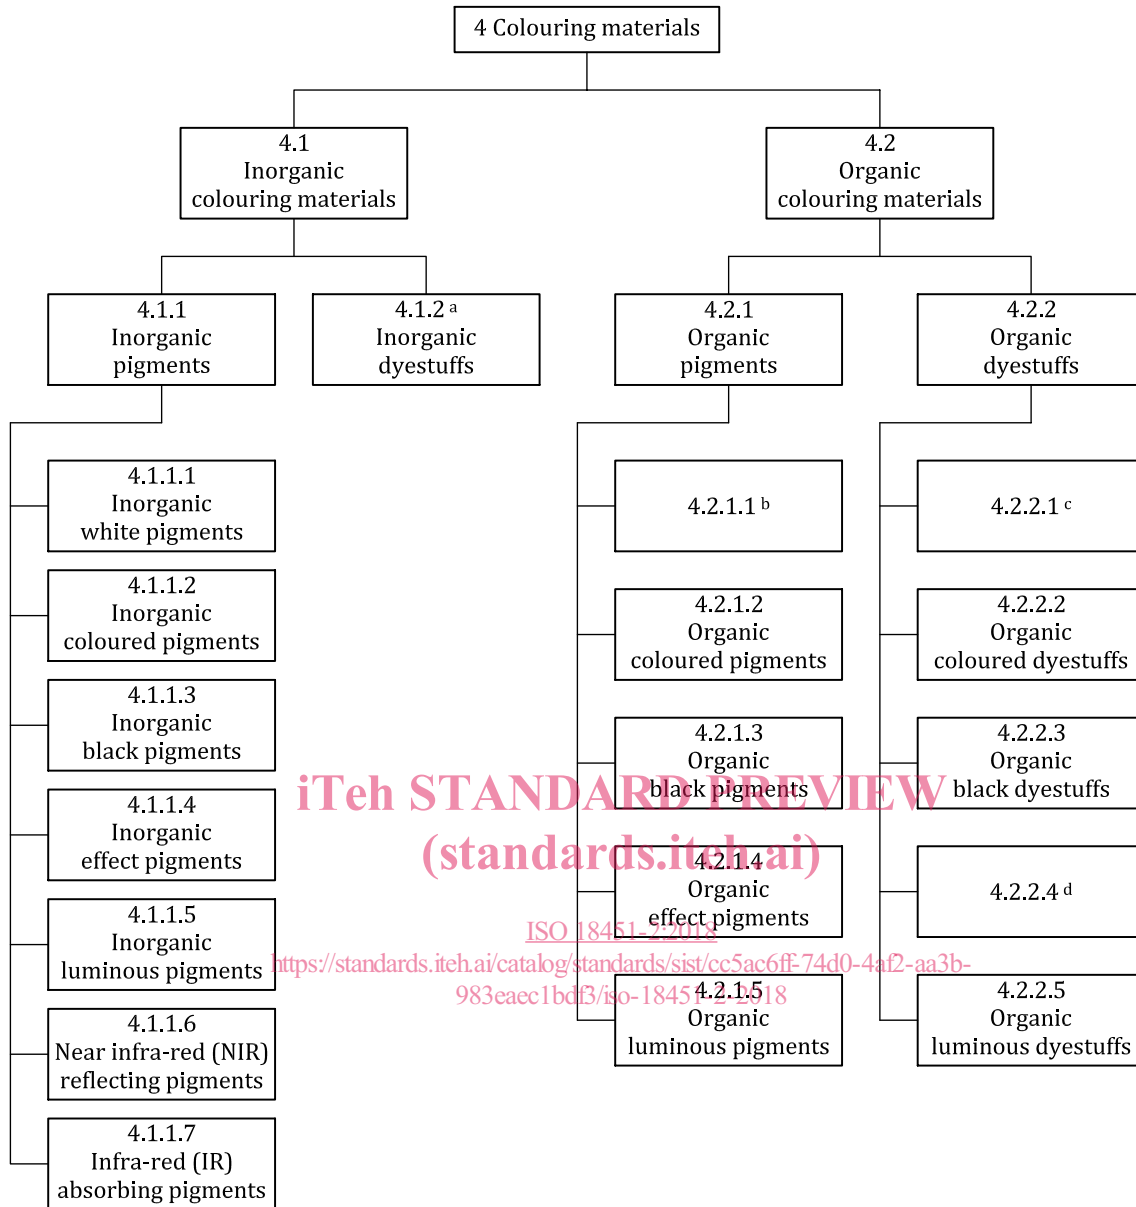 4 Colouring materials
4.1
Inorganic
colouring materials
4.2
Organic
colouring materials
4.1.1
Inorganic
pigments
4.1.2 a
Inorganic
dyestuffs
4.2.1
Organic
pigments
4.2.2
Organic
dyestuffs
4.1.1.1
Inorganic
white pigments
4.1.1.2
Inorganic
coloured pigments
4.1.1.3
Inorganic
black pigments
4.1.1.4
Inorganic
effect pigments
4.1.1.5
Inorganic
luminous pigments
4.1.1.6
Near infra-red (NIR)
reflecting pigments
4.1.1.7
Infra-red (IR)
absorbing pigments
4.2.1.1 b
4.2.1.2
Organic
coloured pigments
4.2.1.3
Organic
black pigments
4.2.1.4
Organic
effect pigments
4.2.1.5
Organic
luminous pigments
4.2.2.1 c
4.2.2.2
Organic
coloured dyestuffs
4.2.2.3
Organic
black dyestuffs
4.2.2.4 d
4.2.2.5
Organic
luminous dyestuffs
iTeh STANDARD PREVIEW
(standards.iteh.ai)
ISO 18451-2:2018
https://standards.iteh.ai/catalog/standards/sist/cc5ac6ff-74d0-4af2-aa3b-
983eaec1bdf3/iso-18451-2-2018